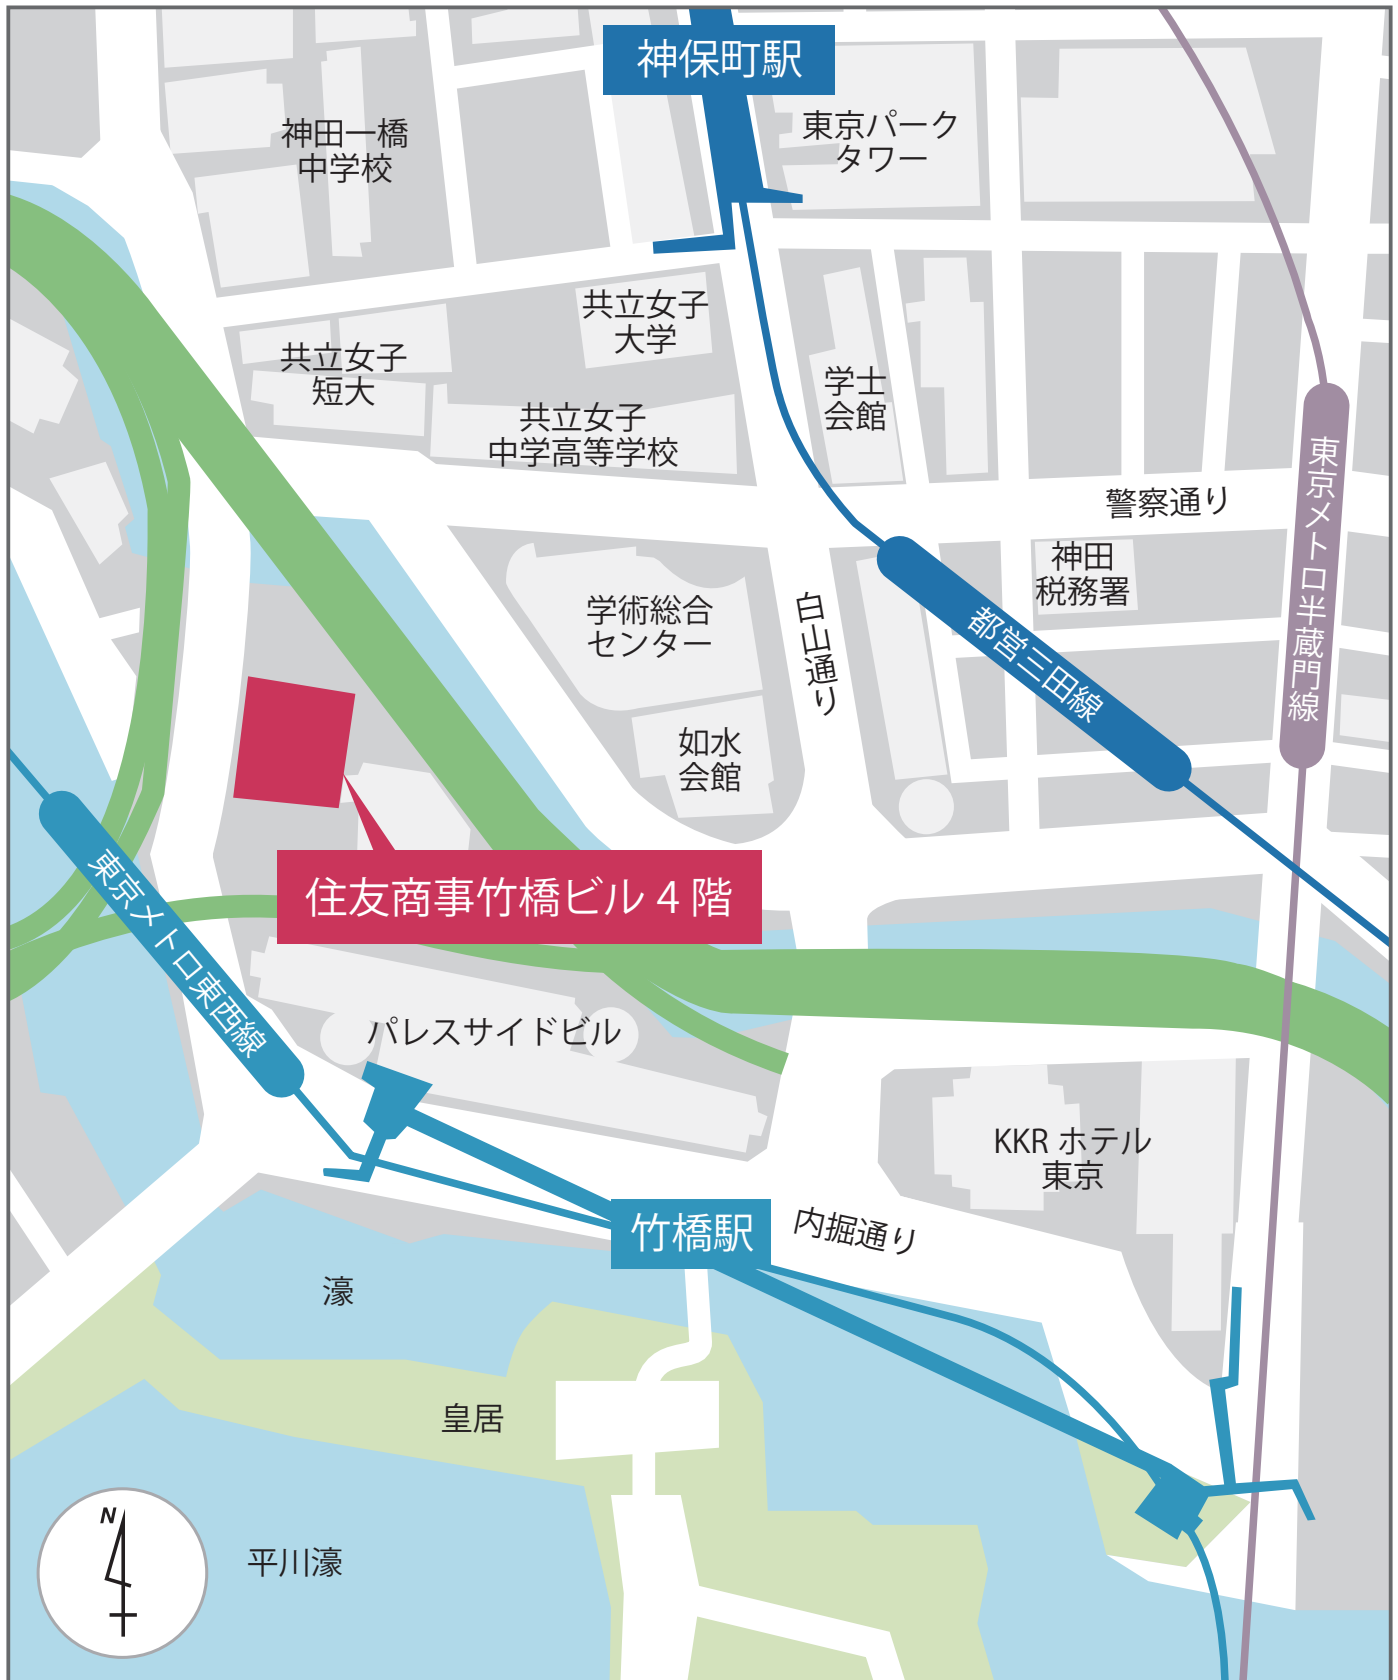 神保町駅
神田一橋
中学校
東京パーク
タワー
共立女子
大学
共立女子
短大
学士
会館
共立女子
中学高等学校
警察通り
東京メトロ半蔵門線
神田
税務署
学術総合
センター
白山通り
都営三田線
如水
会館
住友商事竹橋ビル 4 階
東京メトロ東西線
パレスサイドビル
KKR ホテル
東京
竹橋駅
内掘通り
濠
皇居
N
平川濠